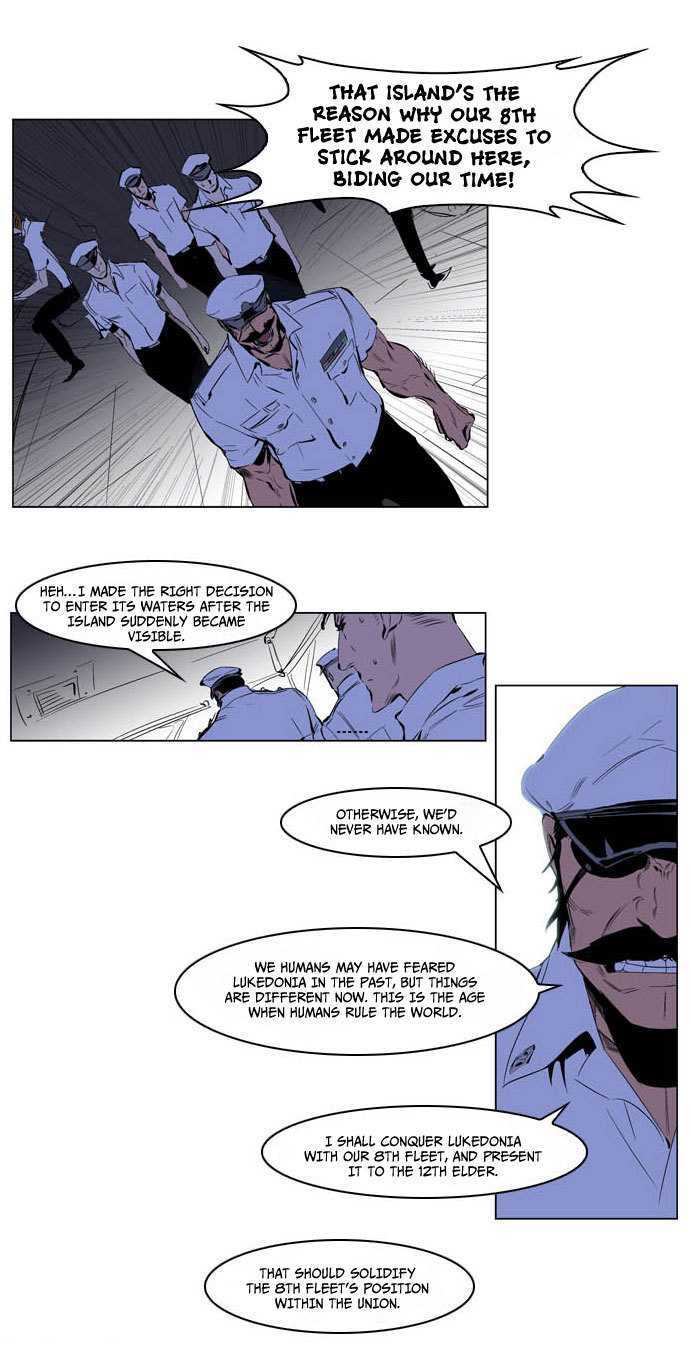 THAT ISLAND'S THE
REASON WHY OUR 8TH
FLEET MADE EXCUSES TO
STICK AROUND HERE,
BIDING OUR TIME!
HEH...I MADE THE RIGHT DECISION
TO ENTER ITS WATERS AFTER THE
ISLAND SUDDENLY BECAME
VISIBLE.
.......
OTHERWISE, WE'D
NEVER HAVE KNOWN.
WE HUMANS MAY HAVE FEARED
LUKEDONIA IN THE PAST, BUT THINGS
ARE DIFFERENT NOW. THIS IS THE AGE
WHEN HUMANS RULE THE WORLD.
I SHALL CONQUER LUKEDONIA
WITH OUR 8TH FLEET, AND PRESENT
IT TO THE 12TH ELDER.
THAT SHOULD SOLIDIFY
THE 8TH FLEET'S POSITION
WITHIN THE UNION.